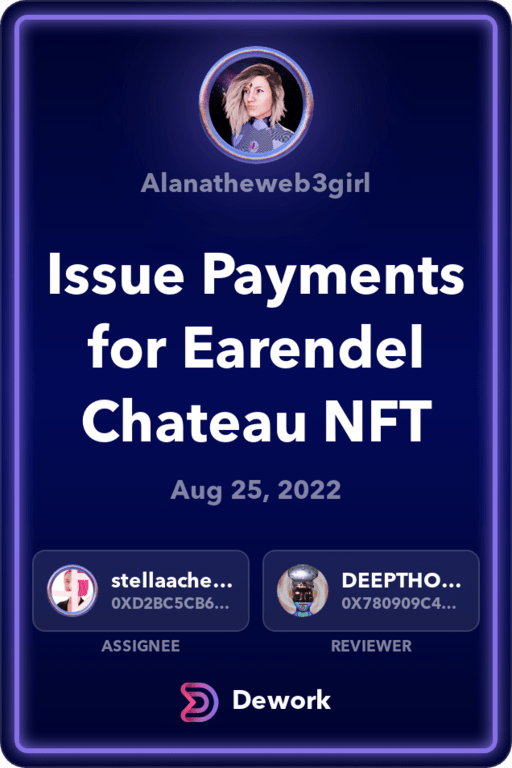 Alanatheweb3girl
Issue Payments
for Earendel
Chateau NFT
Aug 25, 2022
stellaache...
0XD2BC5CB6...
DEEPTHO...
0X780909C4...
ASSIGNEE
REVIEWER
Dework